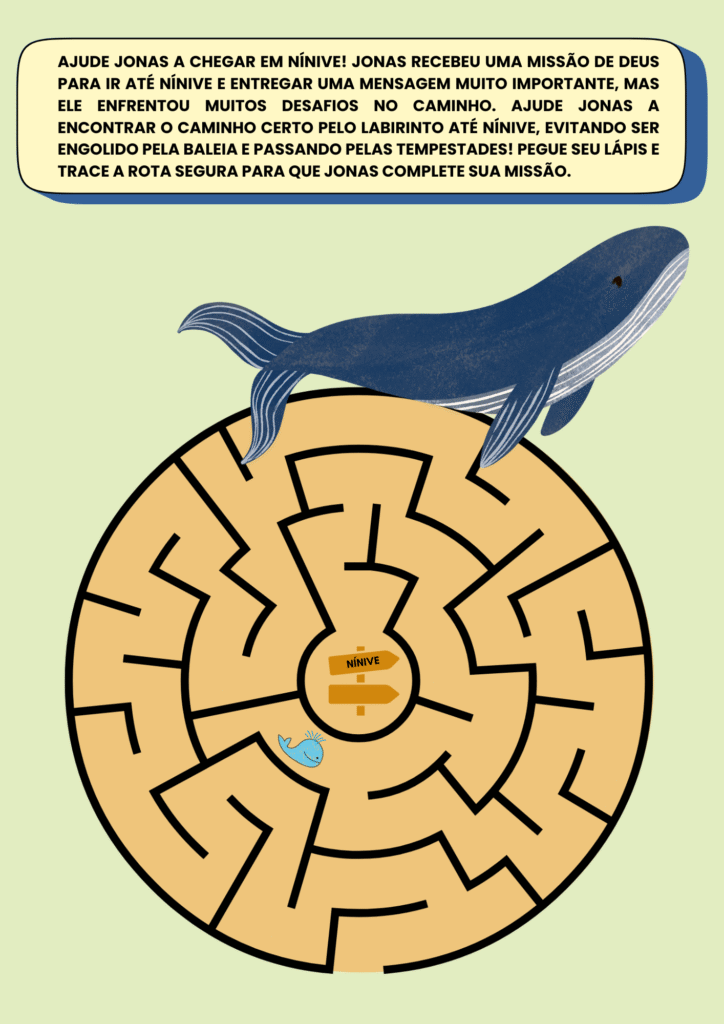 AJUDE JONAS A CHEGAR EM NÍNIVE! JONAS RECEBEU UMA MISSÃO DE DEUS
PARA IR ATÉ NÍNIVE E ENTREGAR UMA MENSAGEM MUITO IMPORTANTE, MAS
ELE ENFRENTOU MUITOS DESAFIOS NO CAMINHO. AJUDE JONAS A
ENCONTRAR O CAMINHO CERTO PELO LABIRINTO ATÉ NÍNIVE, EVITANDO SER
ENGOLIDO PELA BALEIA E PASSANDO PELAS TEMPESTADES! PEGUE SEU LÁPIS E
TRACE A ROTA SEGURA PARA QUE JONAS COMPLETE SUA MISSÃO.
NÍNIVE